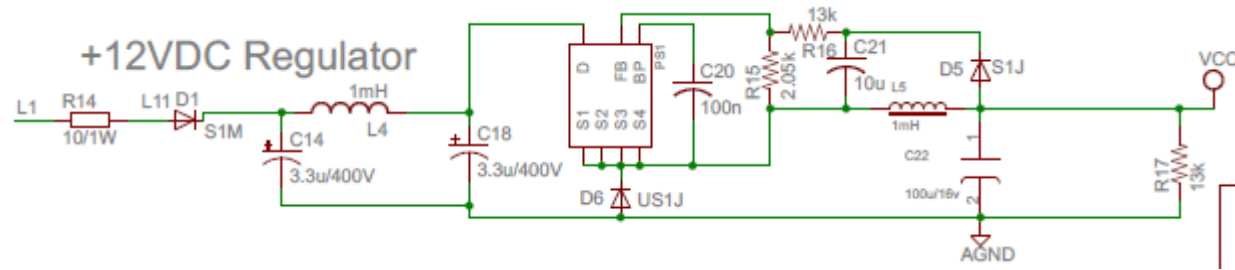 +12VDC Regulator
L1
R14
10/1W
L11
D1
S1M
C14
3.3u/400V
1mH
L4
C18
3.3u/400V
D
FB
BP
PS1
S1
S2
S3
S4
C20
100n
D6
US1J
13k
R16
R15
2.05k
C21
10u
L5
1mH
D5
S1J
VCC
1
C22
100u/16v
2
R17
13k
AGND